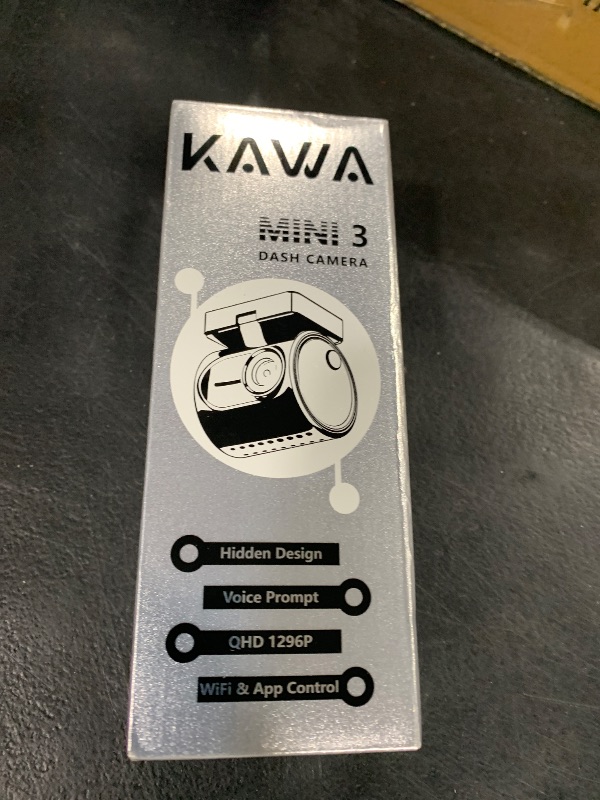 KAWA
MINI 3
DASH CAMERA
Hidden Design
Voice Prompt
QHD 1296P
WiFi & App Control